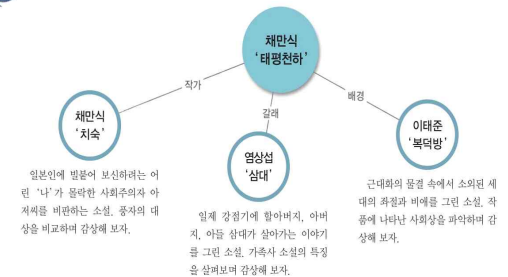 채만식
‘태평천하’
작가
갈래
배경
채만식
‘치숙’
일본인에 빌붙어 보신하려는 어
린 ‘나’가 몰락한 사회주의자 아
저씨를 비판하는 소설. 풍자의 대
상을 비교하며 감상해 보자.
염상섭
‘삼대’
일제 강점기에 할아버지, 아버
지, 아들 삼대가 살아가는 이야기
를 그린 소설. 가족사 소설의 특징
을 살펴보며 감상해 보자.
이태준
‘복덕방’
근대화의 물결 속에서 소외된 세
대의 좌절과 비애를 그린 소설. 작
품에 나타난 사회상을 파악하며 감
상해 보자.